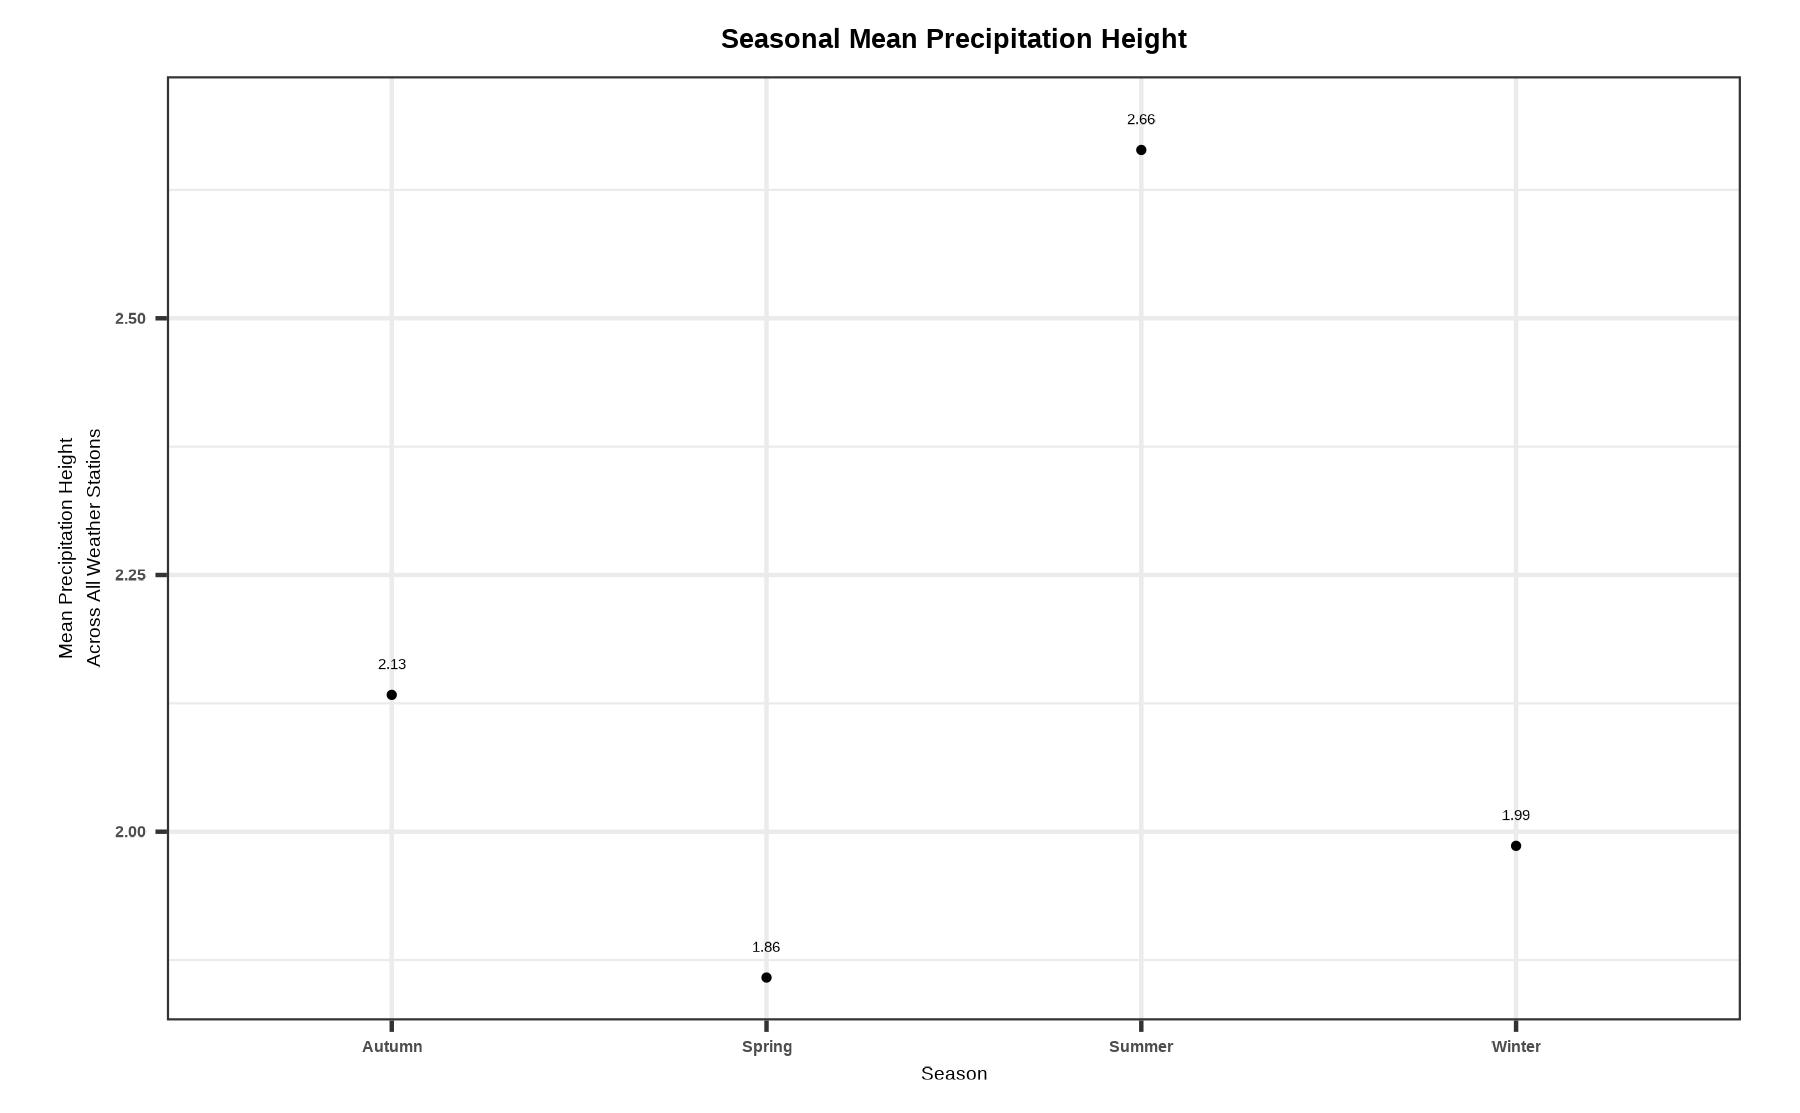 Seasonal Mean Precipitation Height
2.66
2.50
Mean Precipitation Height
Across All Weather Stations
2.25
2.13
2.00
1.99
1.86
Autumn
Spring
Summer
Winter
Season